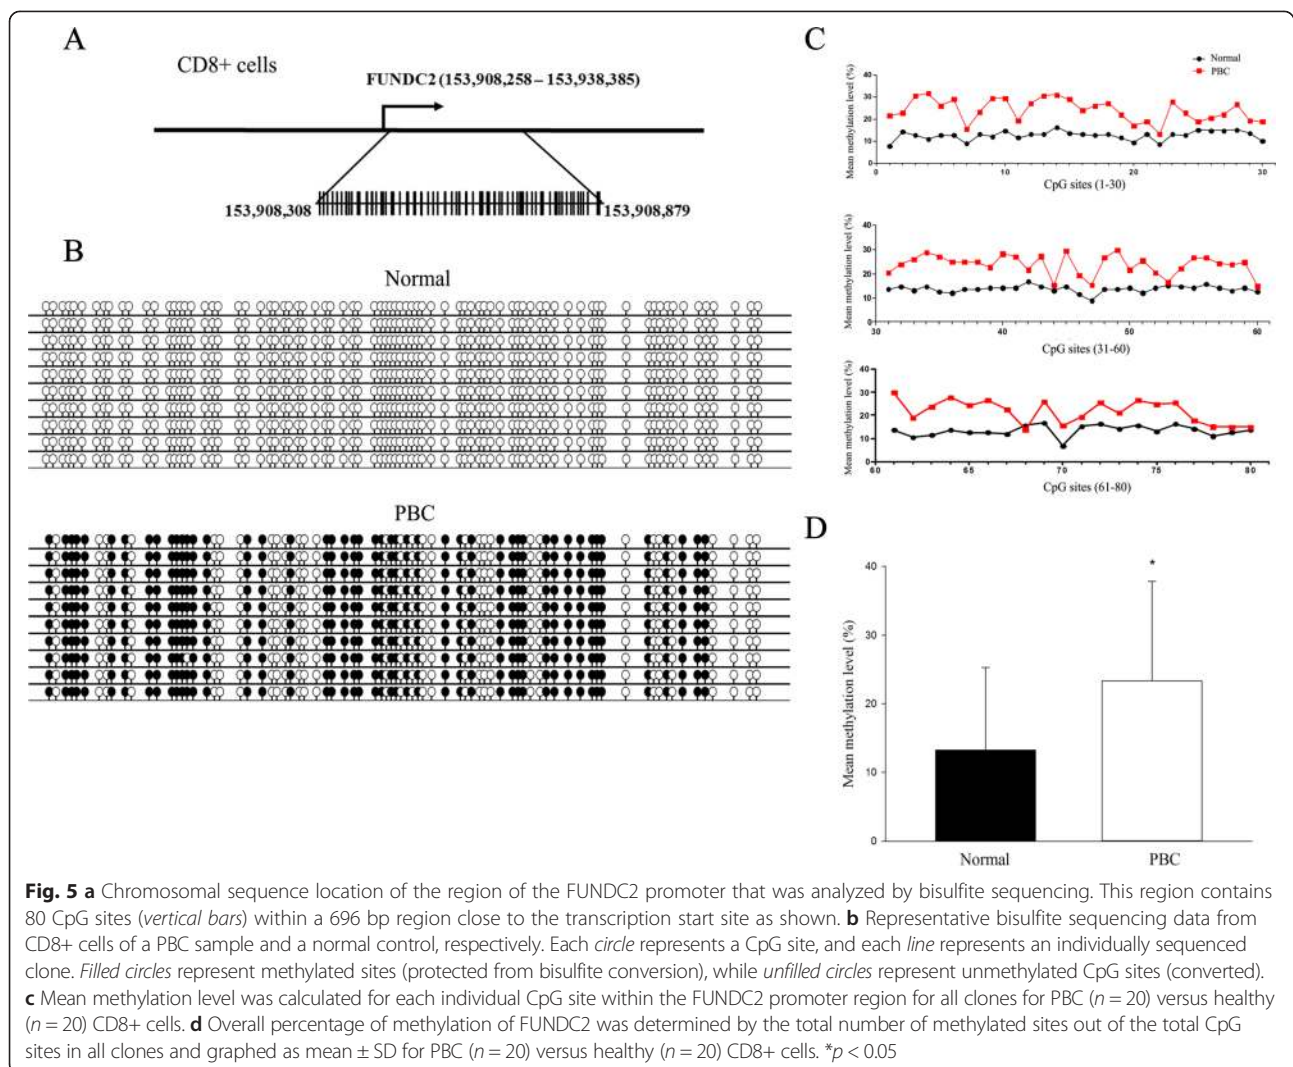 A
CD8+ cells
FUNDC2 (153,908,258 – 153,938,385)
153,908,308
153,908,879
B
Normal
PBC
C
Normal
PBC
Mean methylation level (%)
40
30
20
10
0
0
10
20
30
CpG sites (1-30)
Mean methylation level (%)
40
30
20
10
0
30
40
50
60
CpG sites (31-60)
Mean methylation level (%)
40
30
20
10
0
60
65
70
75
80
CpG sites (61-80)
D
Mean methylation level (%)
40
30
20
10
0
*
Normal
PBC
Fig. 5 a Chromosomal sequence location of the region of the FUNDC2 promoter that was analyzed by bisulfite sequencing. This region contains
80 CpG sites (vertical bars) within a 696 bp region close to the transcription start site as shown. b Representative bisulfite sequencing data from
CD8+ cells of a PBC sample and a normal control, respectively. Each circle represents a CpG site, and each line represents an individually sequenced
clone. Filled circles represent methylated sites (protected from bisulfite conversion), while unfilled circles represent unmethylated CpG sites (converted).
c Mean methylation level was calculated for each individual CpG site within the FUNDC2 promoter region for all clones for PBC (n = 20) versus healthy
(n = 20) CD8+ cells. d Overall percentage of methylation of FUNDC2 was determined by the total number of methylated sites out of the total CpG
sites in all clones and graphed as mean ± SD for PBC (n = 20) versus healthy (n = 20) CD8+ cells. *p < 0.05